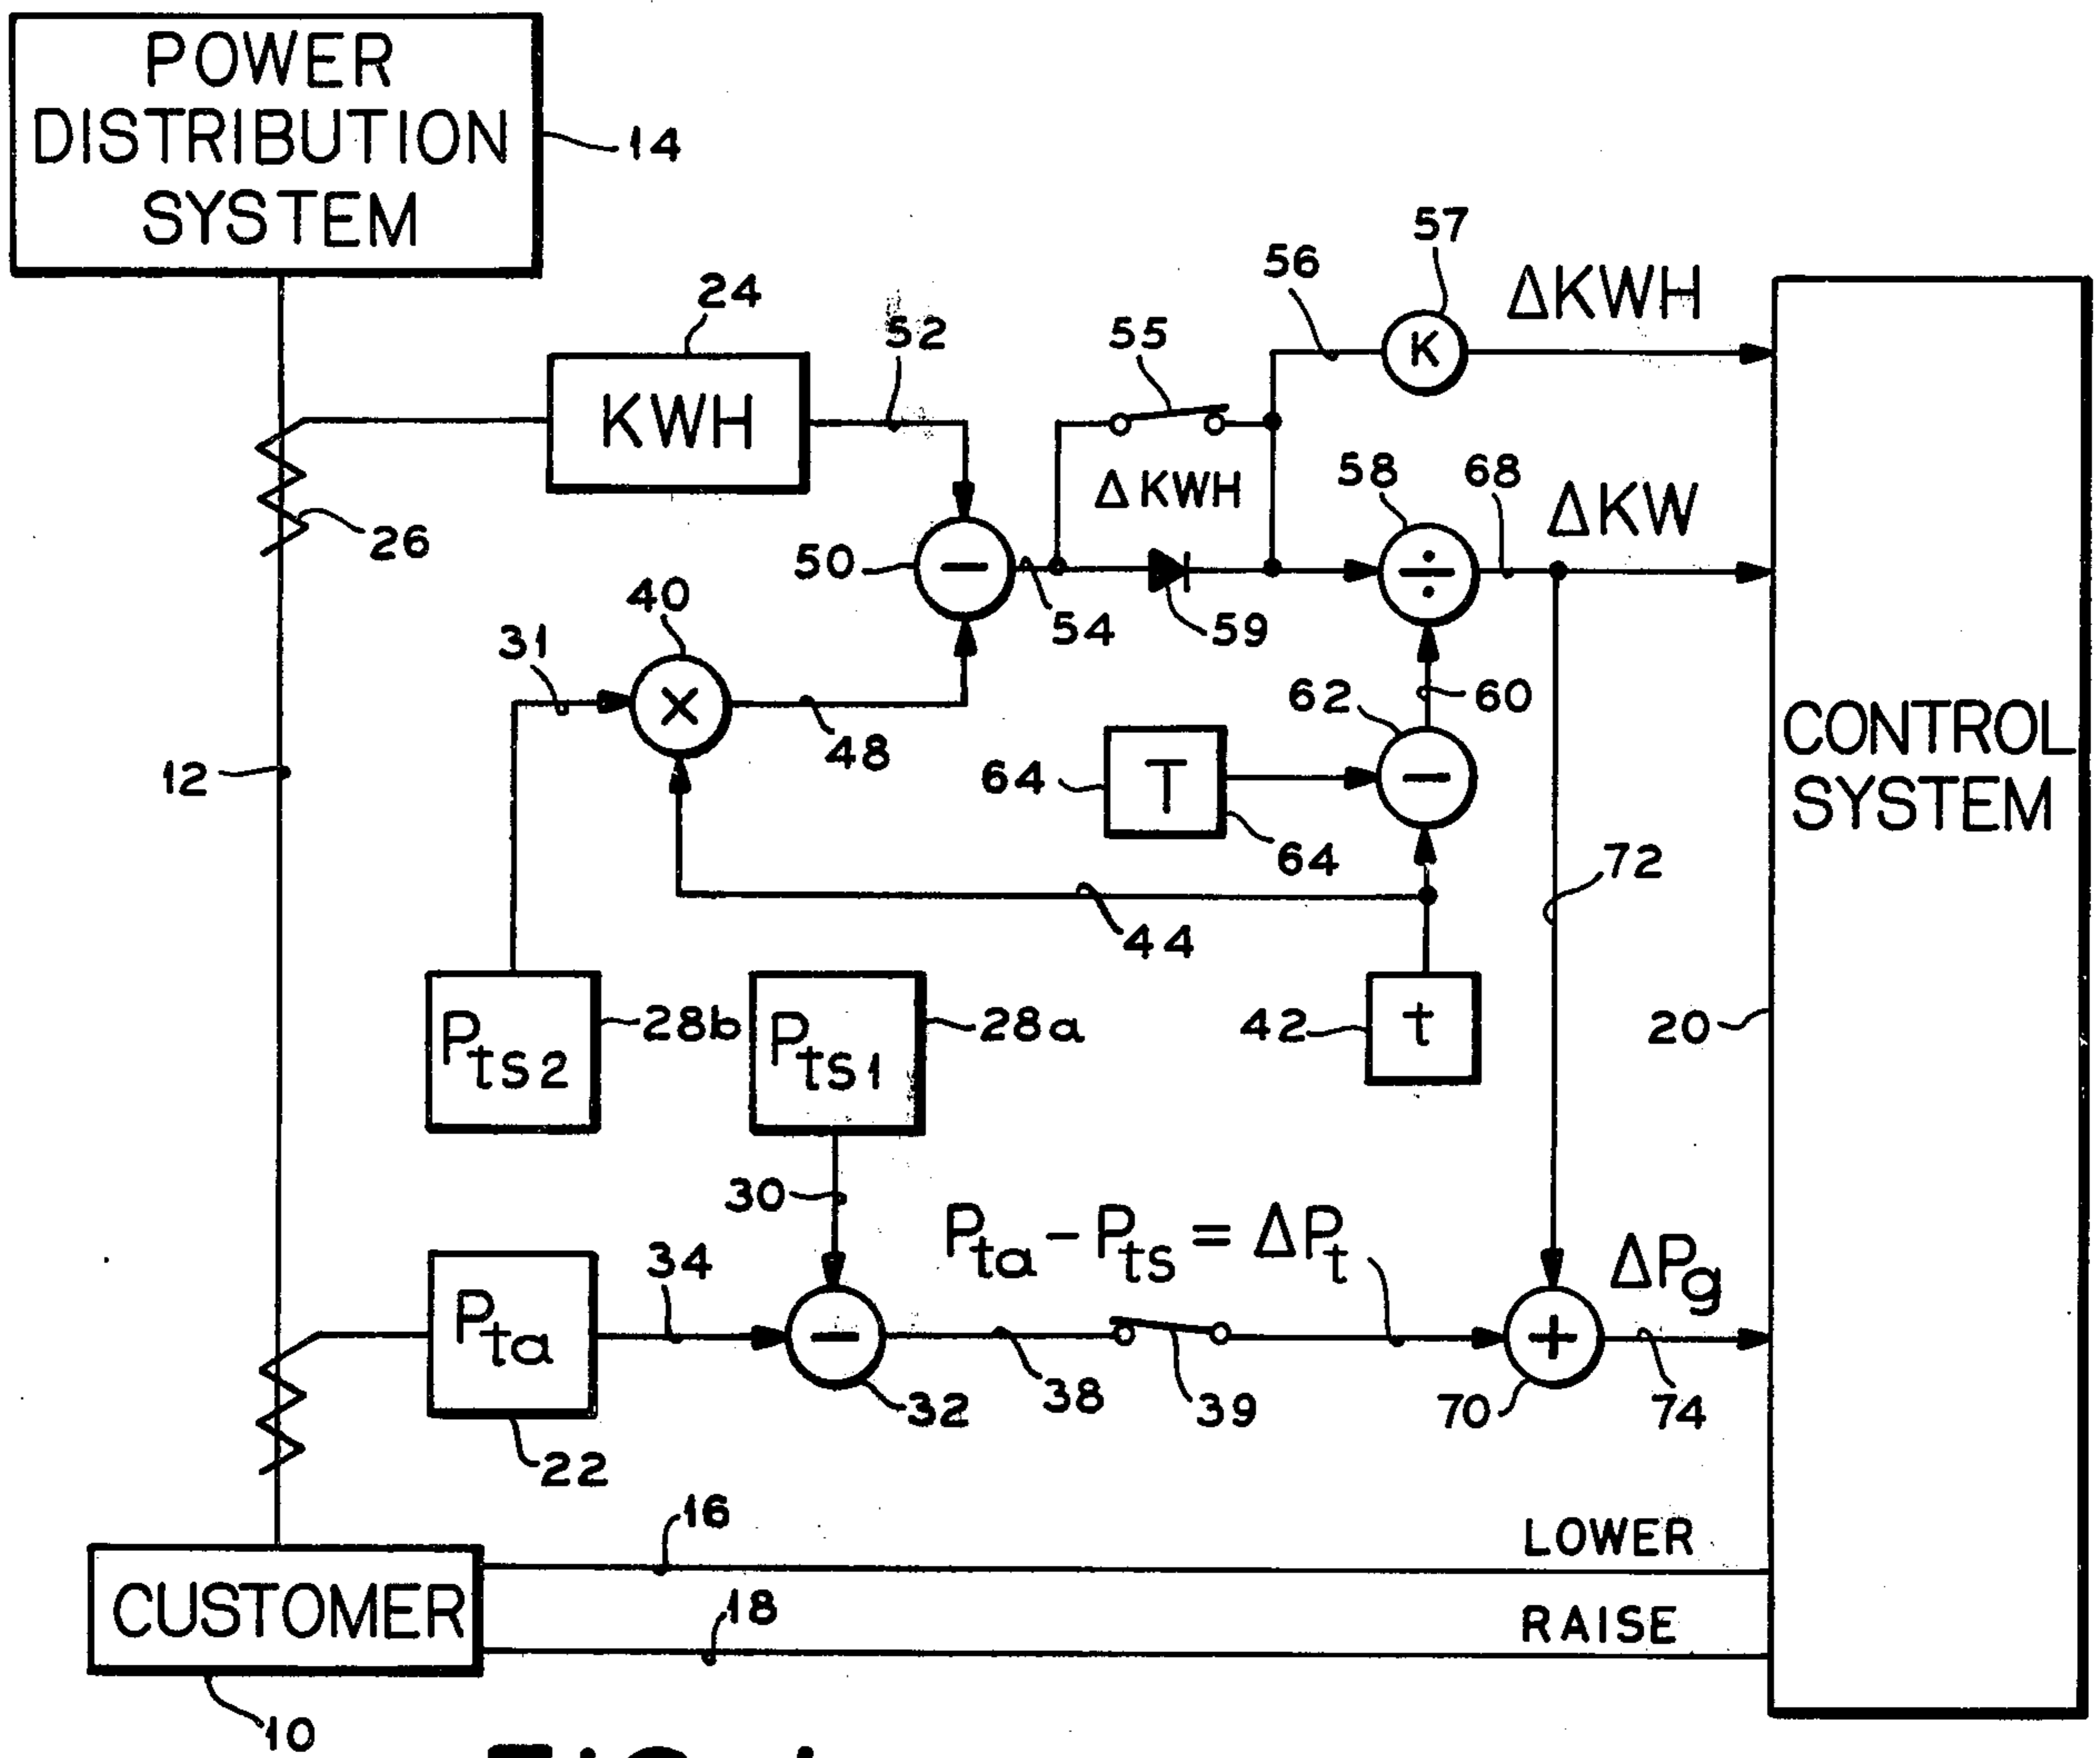 POWER
DISTRIBUTION
SYSTEM
14
57
56
ΔKWH
24
52
55
KWH
ΔKWH
58
68
ΔKW
26
50
40
54
59
31
×
48
62
60
÷
−
K
64
T
64
−
12
CONTROL
SYSTEM
72
44
Pts2
28b
Pts1
28a
42
t
20
30
Pta − Pts = ΔPt
34
ΔPg
Pta
−
+
32
38
39
70
74
22
16
LOWER
CUSTOMER
18
RAISE
10